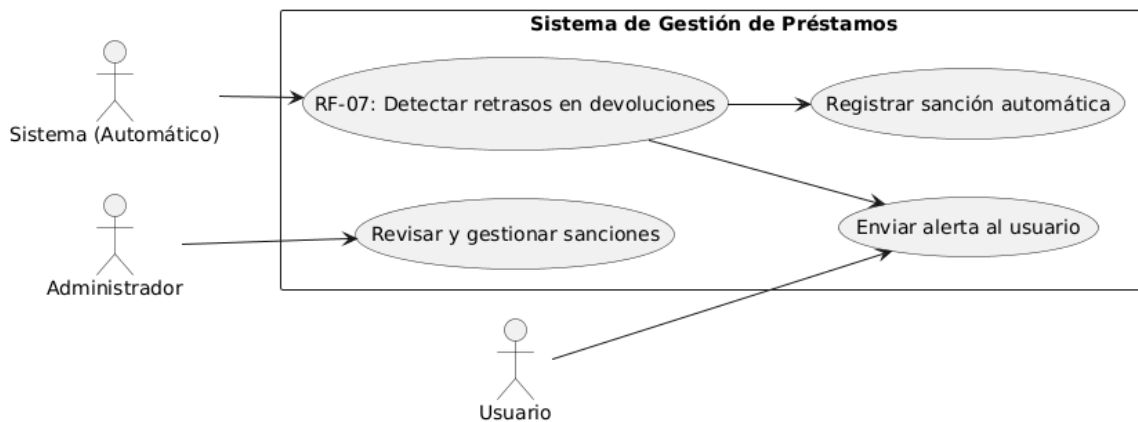 Sistema de Gestión de Préstamos
Sistema (Automático)
RF-07: Detectar retrasos en devoluciones
Registrar sanción automática
Administrador
Revisar y gestionar sanciones
Enviar alerta al usuario
Usuario